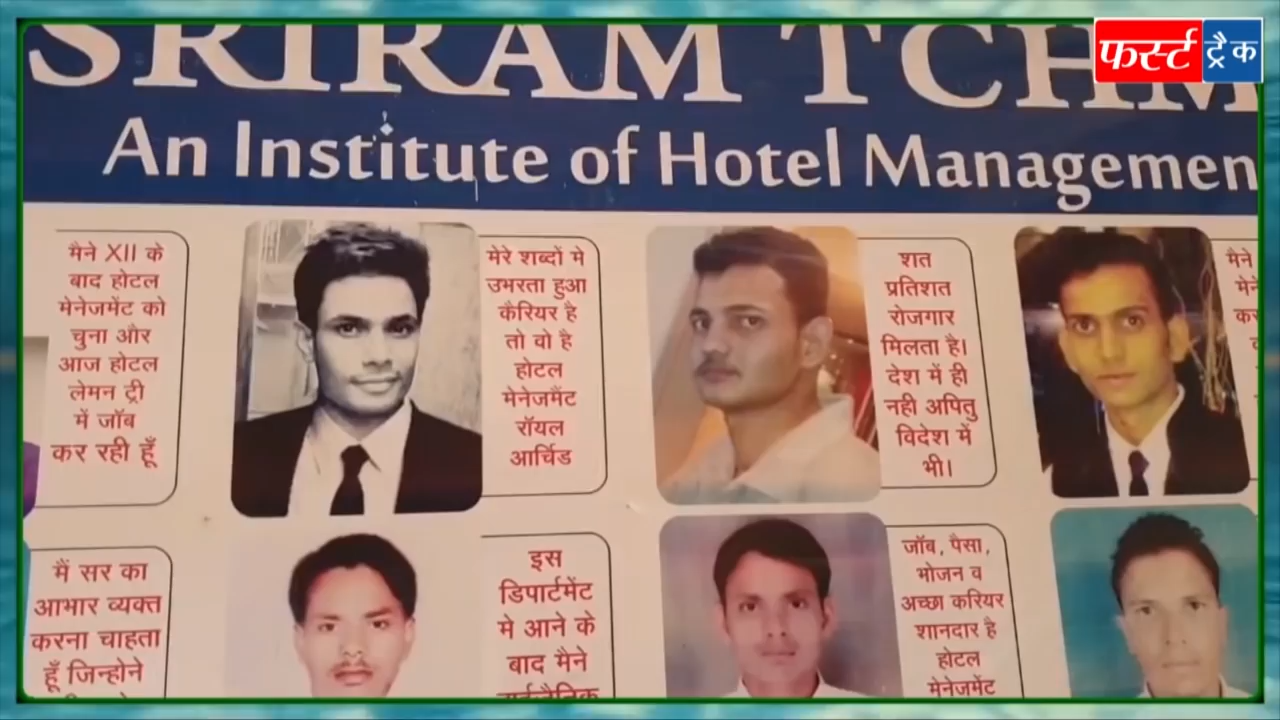 फर्स्ट ट्रैक
SRIRAM TCHM
An Institute of Hotel Managemen
मैने XII के
बाद होटल
मेनेजमेंट को
चुना और
आज होटल
लेमन ट्री
में जॉब
कर रही हूँ
मेरे शब्दों मे
उभरता हुआ
कॅरियर है
तो वो है
होटल
मेनेजमैंट
रॉयल
आर्चिड
शत
प्रतिशत
रोजगार
मिलता है।
देश में ही
नही अपितु
विदेश में
भी।
मैने
मैं सर का
आभार व्यक्त
करना चाहता
हूँ जिन्होने
इस
डिपार्टमेंट
मे आने के
बाद मैने
जॉब, पैसा,
भोजन व
अच्छा करियर
शानदार है
होटल
मेनेजमेंट